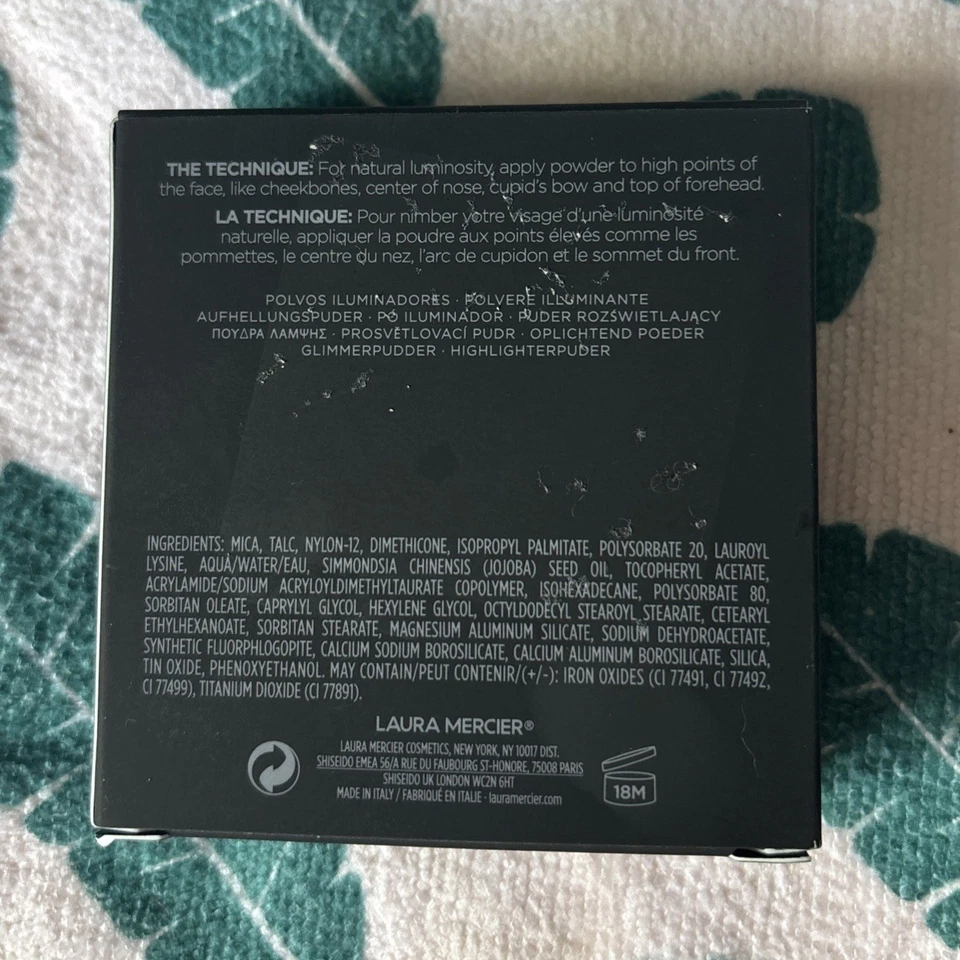 THE TECHNIQUE: For natural luminosity, apply powder to high points of
the face, like cheekbones, center of nose, cupid's bow and top of forehead.
LA TECHNIQUE: Pour nimber votre visage d'une luminosité
naturelle, appliquer la poudre aux points élevés comme les
pommettes, le centre du nez, l'arc de cupidon et le sommet du front.
POLVOS ILUMINADORES · POLVERE ILLUMINANTE
AUFHELLUNGSPUDER · PÓ ILUMINADOR · PUDER ROZŚWIETLAJĄCY
ΠΟΥΔΡΑ ΛΑΜΨΗΣ · PROSVĚTLOVACÍ PUDR · OPLICHTEND POEDER
GLIMMERPUDDER · HIGHLIGHTERPUDER
INGREDIENTS: MICA, TALC, NYLON-12, DIMETHICONE, ISOPROPYL PALMITATE, POLYSORBATE 20, LAUROYL
LYSINE, AQUA/WATER/EAU, SIMMONDSIA CHINENSIS (JOJOBA) SEED OIL, TOCOPHERYL ACETATE,
ACRYLAMIDE/SODIUM ACRYLOYLDIMETHYLTAURATE COPOLYMER, ISOHEXADECANE, POLYSORBATE 80,
SORBITAN OLEATE, CAPRYLYL GLYCOL, HEXYLENE GLYCOL, OCTYLDODECYL STEAROYL STEARATE, CETEARYL
ETHYLHEXANOATE, SORBITAN STEARATE, MAGNESIUM ALUMINUM SILICATE, SODIUM DEHYDROACETATE,
SYNTHETIC FLUORPHLOGOPITE, CALCIUM SODIUM BOROSILICATE, CALCIUM ALUMINUM BOROSILICATE, SILICA,
TIN OXIDE, PHENOXYETHANOL. MAY CONTAIN/PEUT CONTENIR/(+/-): IRON OXIDES (CI 77491, CI 77492,
CI 77499), TITANIUM DIOXIDE (CI 77891).
LAURA MERCIER®
LAURA MERCIER COSMETICS, NEW YORK, NY 10017 DIST.
SHISEIDO EMEA 56/A RUE DU FAUBOURG ST-HONORE, 75008 PARIS
SHISEIDO UK LONDON WC2N 6HT
MADE IN ITALY / FABRIQUÉ EN ITALIE · lauramercier.com
18M